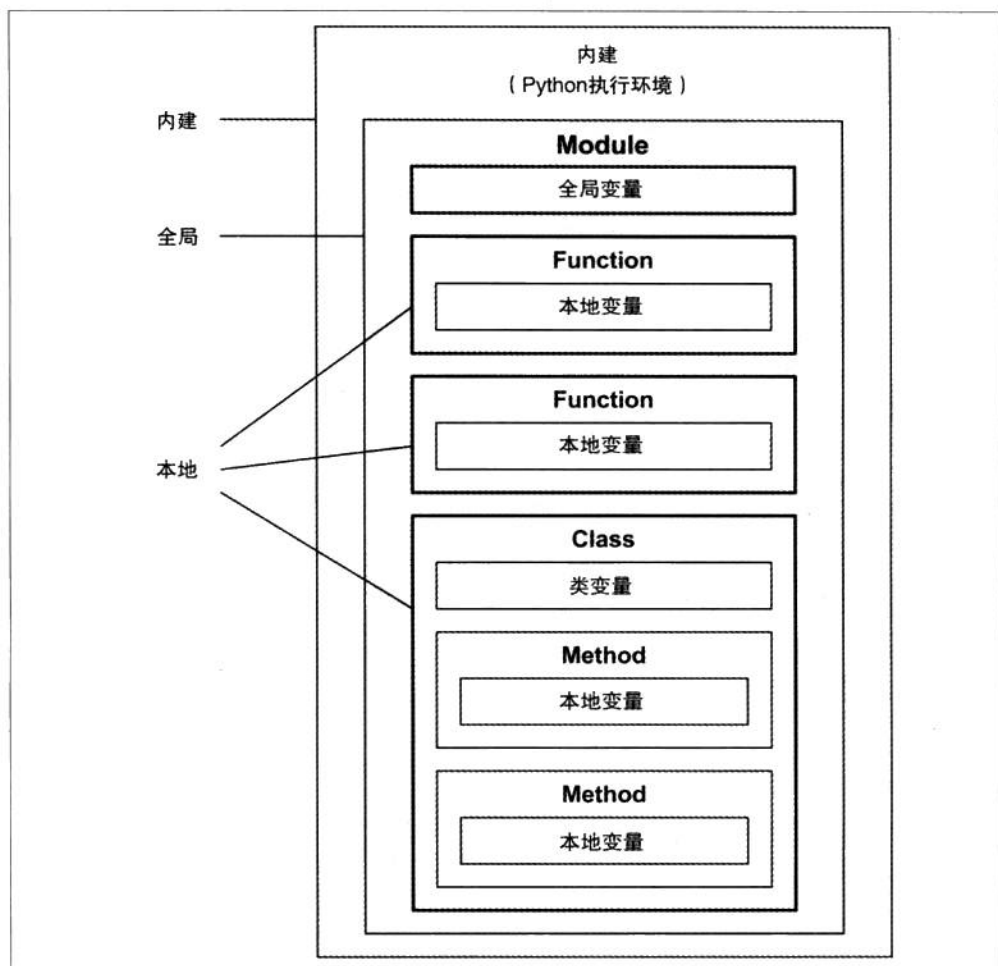 内建
（Python执行环境）
内建
Module
全局变量
全局
Function
本地变量
Function
本地变量
本地
Class
类变量
Method
本地变量
Method
本地变量